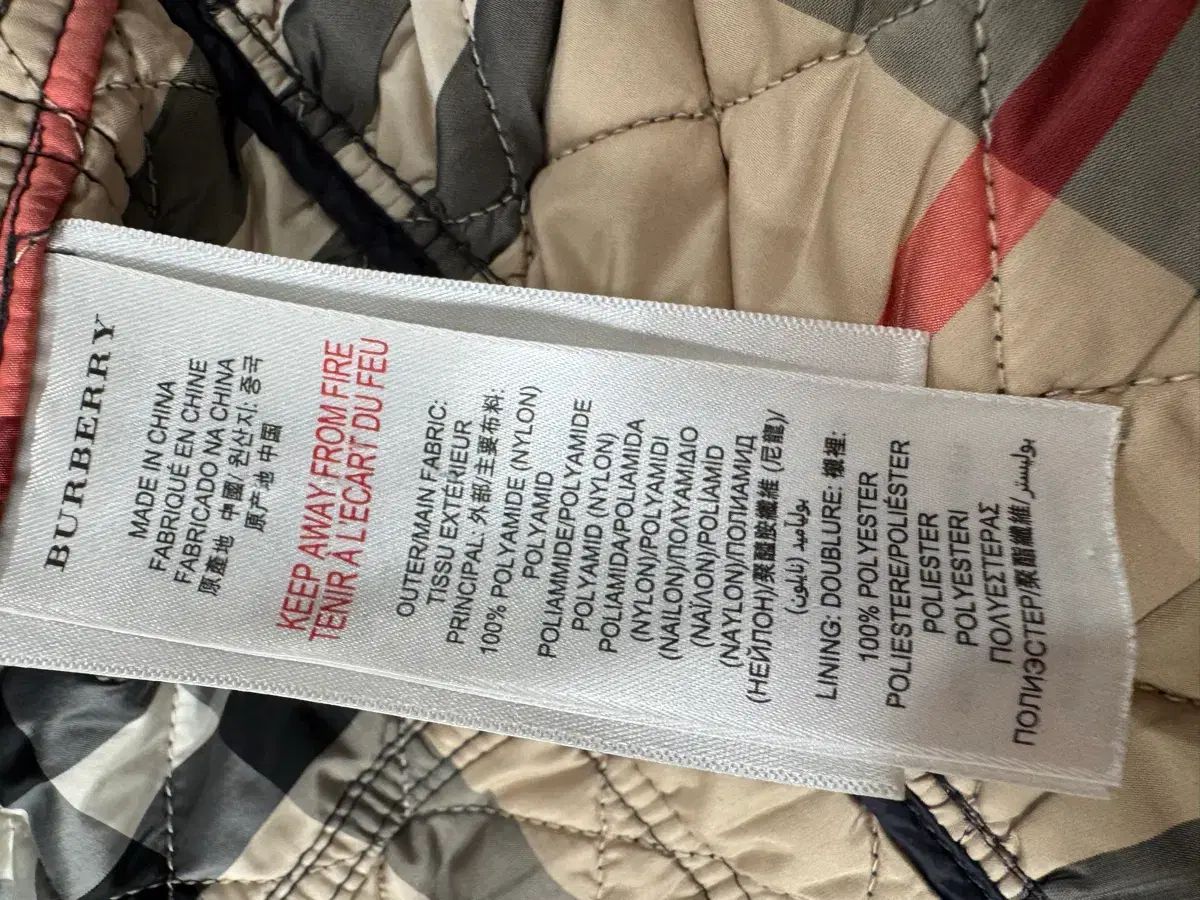 BURBERRY
MADE IN CHINA
FABRIQUÉ EN CHINE
FABRICADO NA CHINA
原產地 中國/ 원산지: 중국
原产地 中国
KEEP AWAY FROM FIRE
TENIR A L'ECART DU FEU
OUTER/MAIN FABRIC:
TISSU EXTÉRIEUR
PRINCIPAL: 外部/主要布料:
100% POLYAMIDE (NYLON)
POLYAMID
POLIAMMIDE/POLYAMIDE
POLYAMID (NYLON)
POLIAMIDA/POLIAMIDA
(NYLON)/POLYAMIDI
(NAILON)/ΠΟΛΥΑΜΙΔΙΟ
(ΝΑΪΛΟΝ)/POLİAMİD
(NAYLON)/ПОЛИАМИД
(НЕЙЛОН)/聚醯胺纖維 (尼龍)/
بولیأمید (نایلون)
LINING: DOUBLURE: 襯裡:
100% POLYESTER
POLIESTERE/POLIÉSTER
POLIESTER
POLYESTERI
ΠΟΛΥΕΣΤΕΡΑΣ
ПОЛИЭСТЕР/聚酯纖維/بوليستر